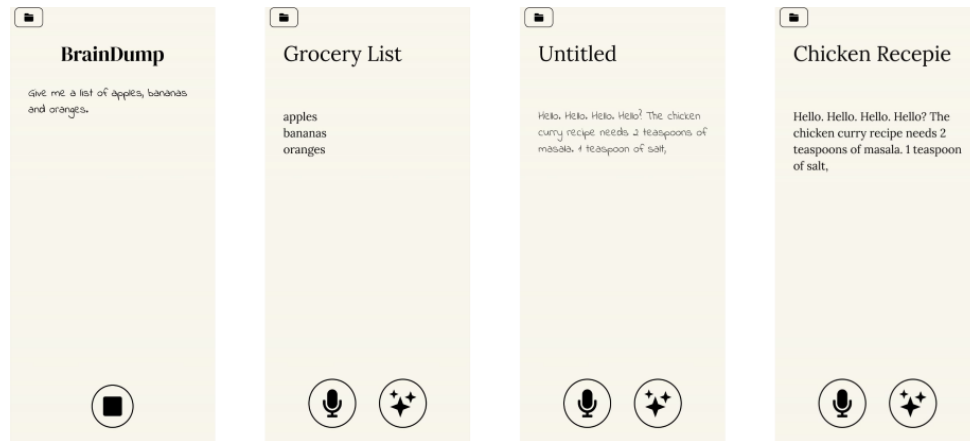 BrainDump
Give me a list of apples, bananas
and oranges.
Grocery List
apples
bananas
oranges
Untitled
Hello. Hello. Hello. Hello? The chicken
curry recipe needs 2 teaspoons of
masala. 1 teaspoon of salt,
Chicken Recepie
Hello. Hello. Hello. Hello? The
chicken curry recipe needs 2
teaspoons of masala. 1 teaspoon
of salt,